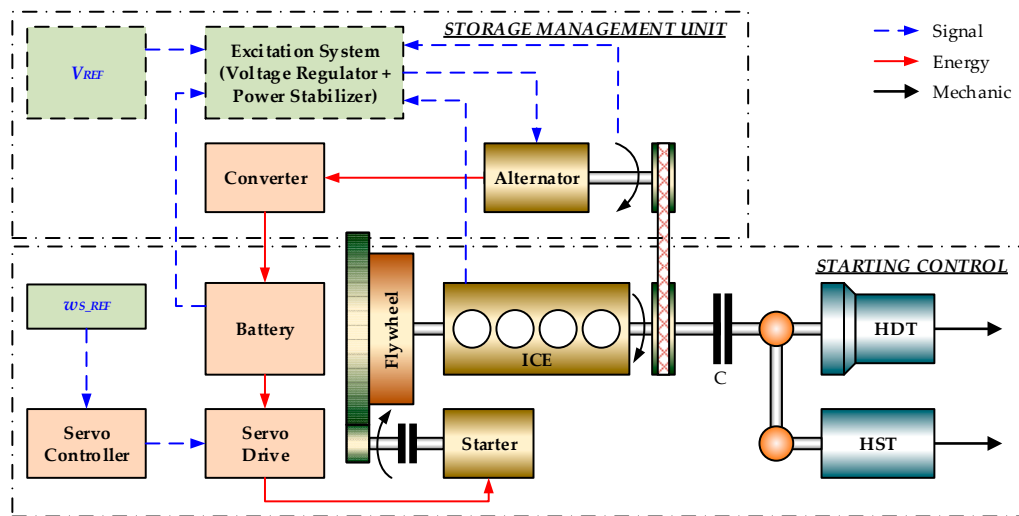 STORAGE MANAGEMENT UNIT
VREF
Excitation System
(Voltage Regulator +
Power Stabilizer)
Signal
Energy
Mechanic
Converter
Alternator
STARTING CONTROL
wS_REF
Battery
Flywheel
ICE
C
HDT
Servo
Controller
Servo
Drive
Starter
HST